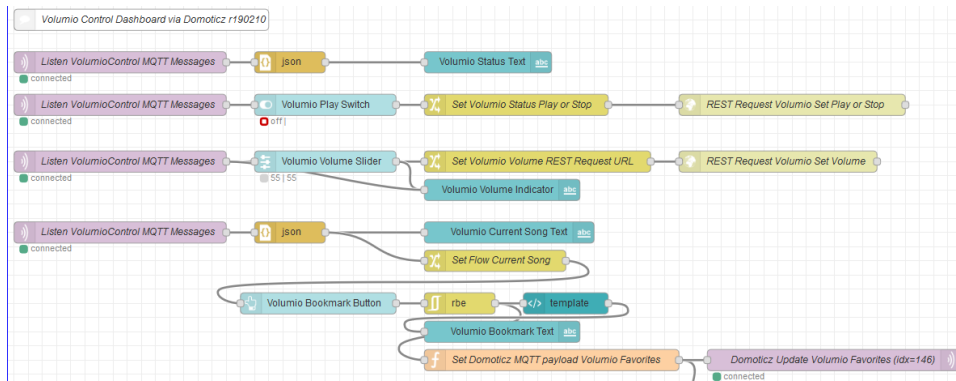 Volumio Control Dashboard via Domoticz r190210
Listen VolumioControl MQTT Messages
json
Volumio Status Text
abc
connected
Listen VolumioControl MQTT Messages
Volumio Play Switch
Set Volumio Status Play or Stop
REST Request Volumio Set Play or Stop
connected
off |
Listen VolumioControl MQTT Messages
Volumio Volume Slider
Set Volumio Volume REST Request URL
REST Request Volumio Set Volume
connected
55 | 55
Volumio Volume Indicator
abc
Listen VolumioControl MQTT Messages
json
Volumio Current Song Text
abc
connected
Set Flow Current Song
Volumio Bookmark Button
rbe
</> template
Volumio Bookmark Text
abc
f
Set Domoticz MQTT payload Volumio Favorites
Domoticz Update Volumio Favorites (idx=146)
connected